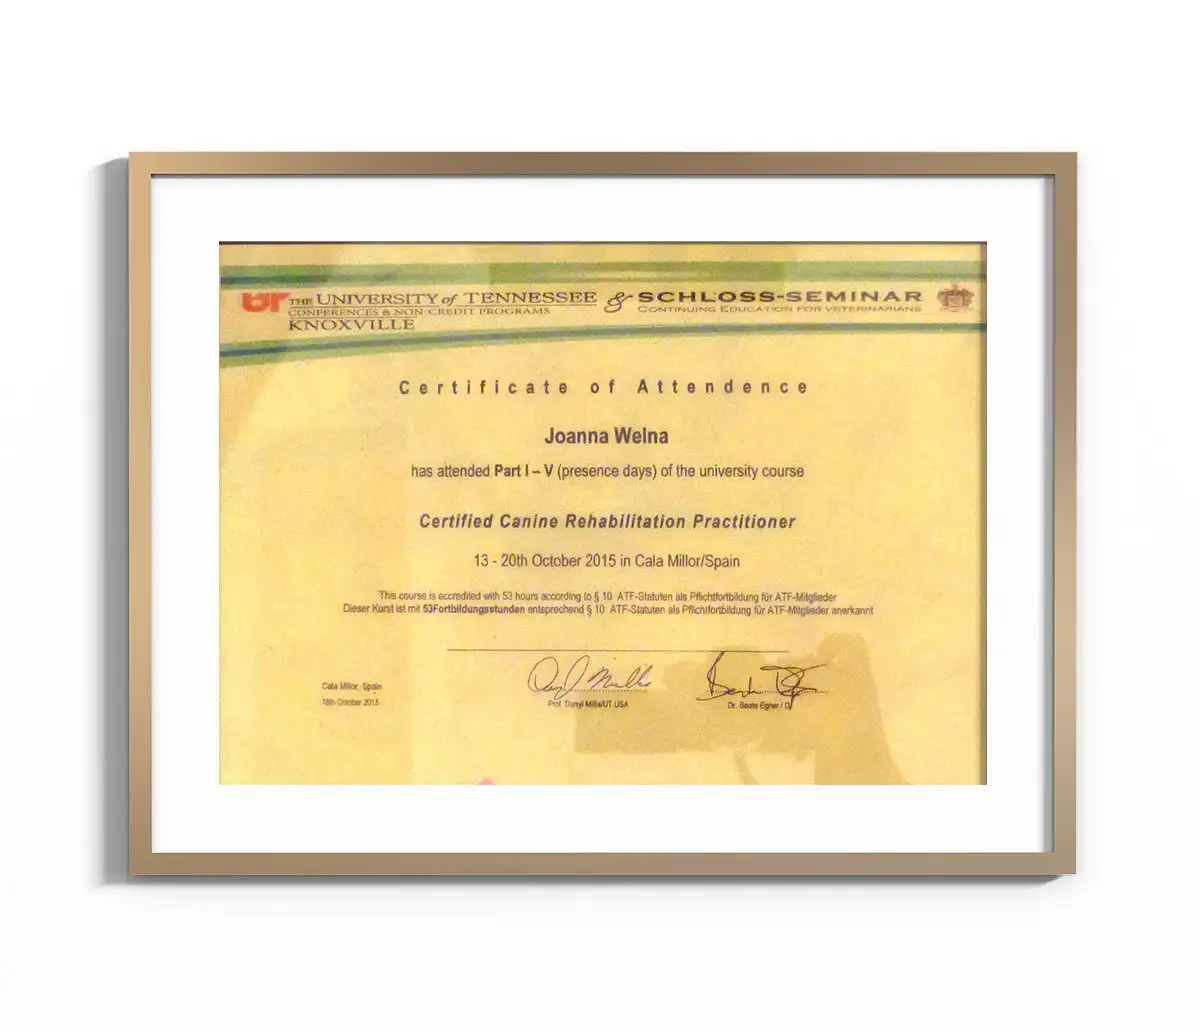 UT THE UNIVERSITY of TENNESSEE & SCHLOSS-SEMINAR
CONFERENCES & NON-CREDIT PROGRAMS CONTINUING EDUCATION FOR VETERINARIANS
KNOXVILLE
Certificate of Attendence
Joanna Welna
has attended Part I – V (presence days) of the university course
Certified Canine Rehabilitation Practitioner
13 - 20th October 2015 in Cala Millor/Spain
This course is accredited with 53 hours according to § 10 ATF-Statuten als Pflichtfortbildung für ATF-Mitglieder
Dieser Kurst ist mit 53Fortbildungsstunden entsprechend § 10 ATF-Statuten als Pflichtfortbildung für ATF-Mitglieder anerkannt
Cala Millor, Spain
18th October 2015
Prof. Darryl Mills/UT USA
Dr. Beate Egner / D